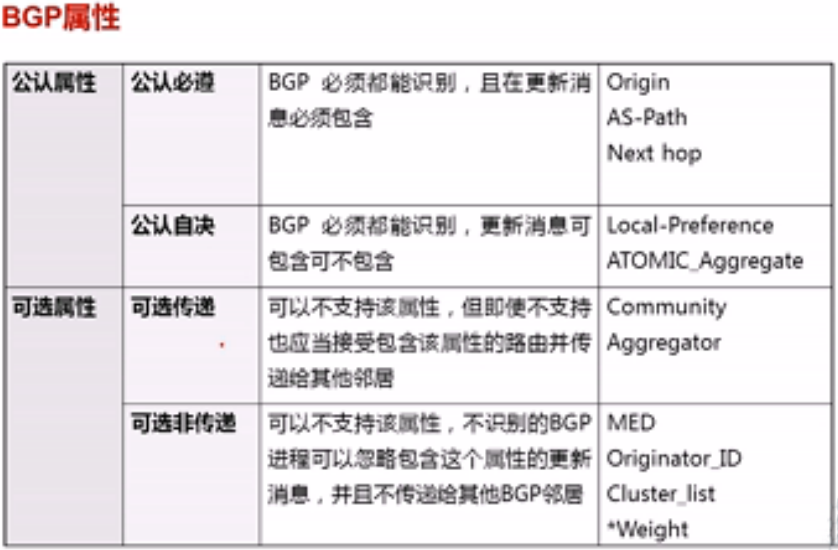 BGP属性
公认属性
公认必遵
BGP 必须都能识别，且在更新消
息必须包含
Origin
AS-Path
Next hop
公认自决
BGP 必须都能识别，更新消息可
包含可不包含
Local-Preference
ATOMIC_Aggregate
可选属性
可选传递
可以不支持该属性，但即使不支持
也应当接受包含该属性的路由并传
递给其他邻居
Community
Aggregator
可选非传递
可以不支持该属性，不识别的BGP
进程可以忽略包含这个属性的更新
消息，并且不传递给其他BGP邻居
MED
Originator_ID
Cluster_list
*Weight